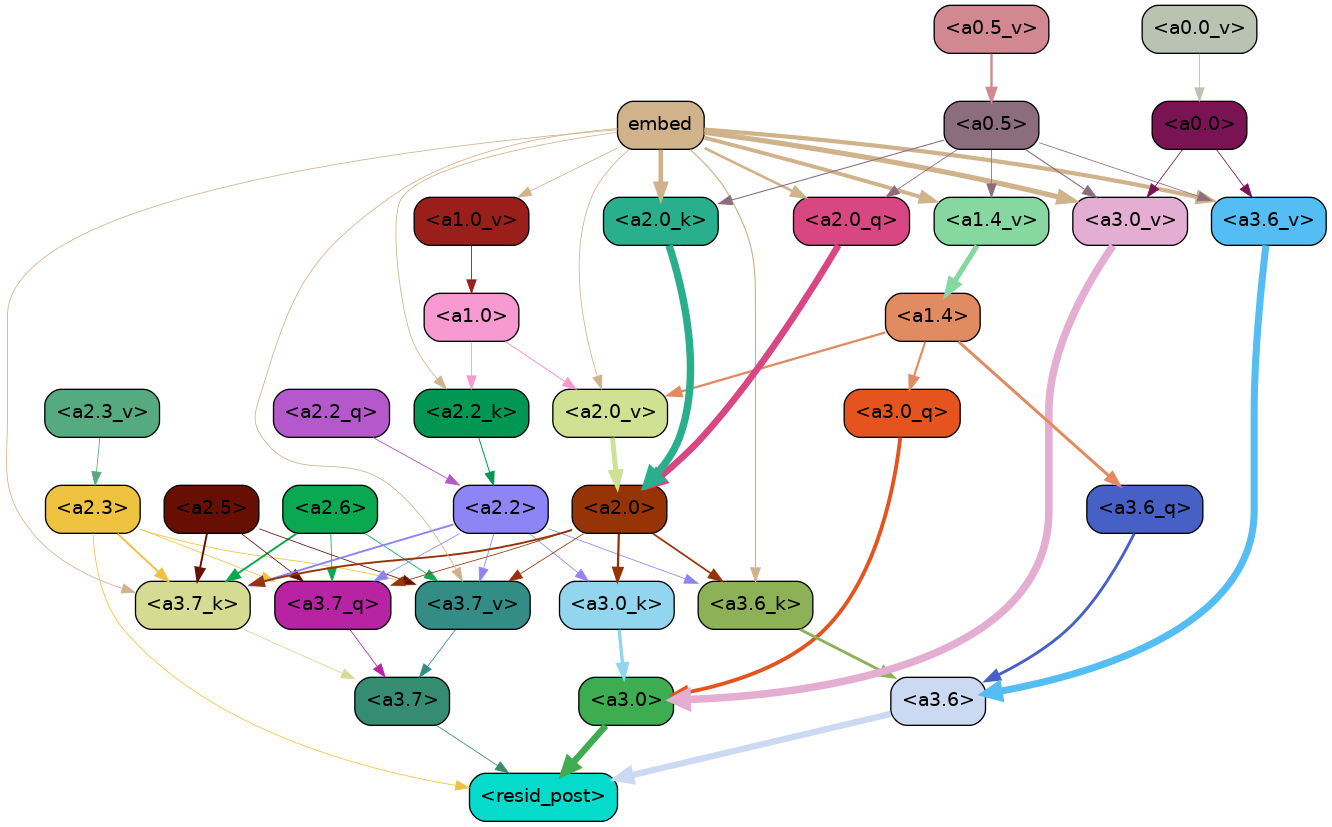 <a0.5_v>
<a0.0_v>
embed
<a0.5>
<a0.0>
<a1.0_v>
<a2.0_k>
<a2.0_q>
<a1.4_v>
<a3.0_v>
<a3.6_v>
<a1.0>
<a1.4>
<a2.3_v>
<a2.2_q>
<a2.2_k>
<a2.0_v>
<a3.0_q>
<a2.3>
<a2.5>
<a2.6>
<a2.2>
<a2.0>
<a3.6_q>
<a3.7_k>
<a3.7_q>
<a3.7_v>
<a3.0_k>
<a3.6_k>
<a3.7>
<a3.0>
<a3.6>
<resid_post>